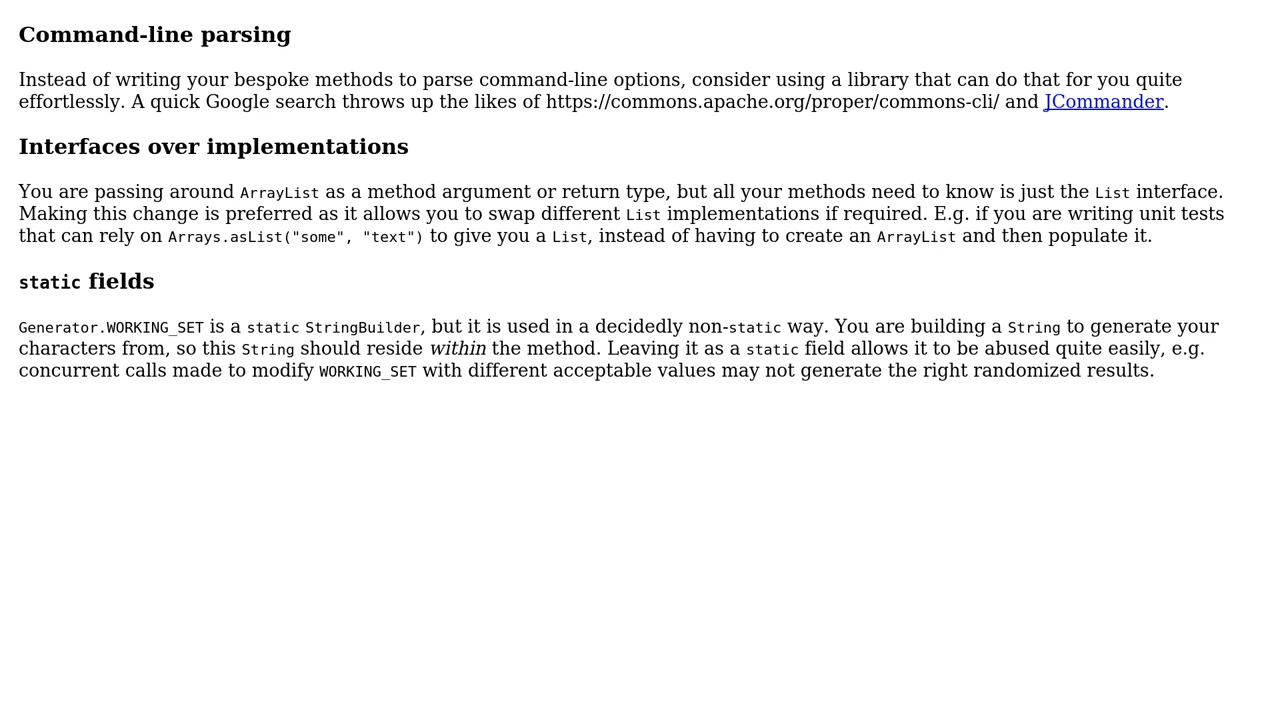 Command-line parsing
Instead of writing your bespoke methods to parse command-line options, consider using a library that can do that for you quite
effortlessly. A quick Google search throws up the likes of https://commons.apache.org/proper/commons-cli/ and JCommander.
Interfaces over implementations
You are passing around ArrayList as a method argument or return type, but all your methods need to know is just the List interface.
Making this change is preferred as it allows you to swap different List implementations if required. E.g. if you are writing unit tests
that can rely on Arrays.asList("some", "text") to give you a List, instead of having to create an ArrayList and then populate it.
static fields
Generator.WORKING_SET is a static StringBuilder, but it is used in a decidedly non-static way. You are building a String to generate your
characters from, so this String should reside within the method. Leaving it as a static field allows it to be abused quite easily, e.g.
concurrent calls made to modify WORKING_SET with different acceptable values may not generate the right randomized results.